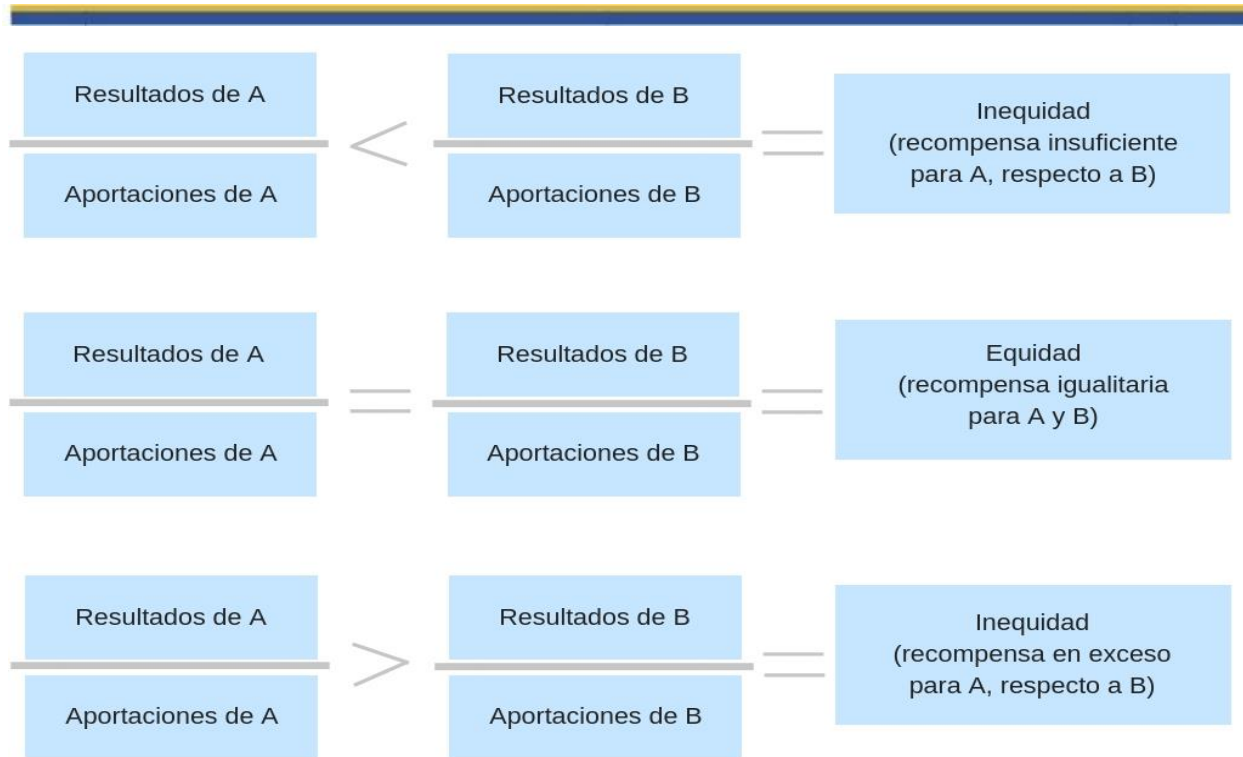 Resultados de A
Aportaciones de A
<
Resultados de B
Aportaciones de B
=
Inequidad
(recompensa insuficiente
para A, respecto a B)
Resultados de A
Aportaciones de A
=
Resultados de B
Aportaciones de B
=
Equidad
(recompensa igualitaria
para A y B)
Resultados de A
Aportaciones de A
>
Resultados de B
Aportaciones de B
=
Inequidad
(recompensa en exceso
para A, respecto a B)